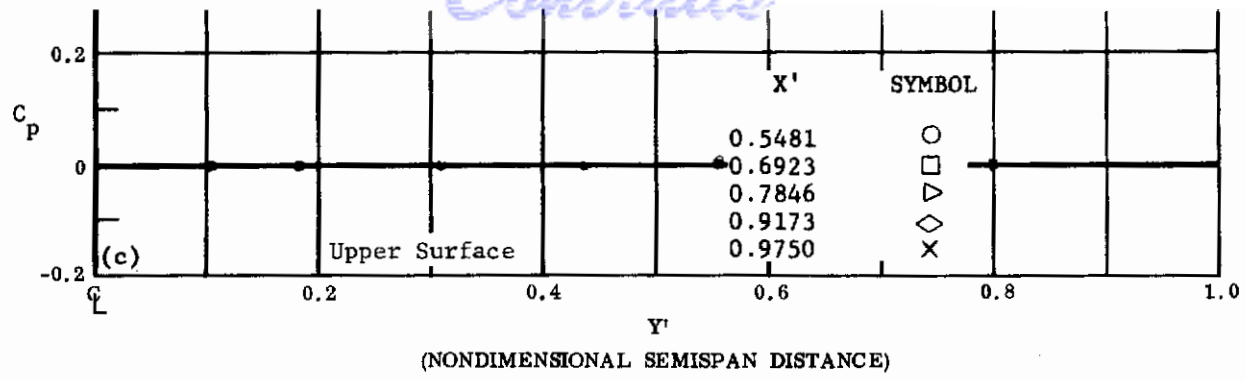 0.2
C
p
0
-0.2
X' SYMBOL
0.5481
0.6923
0.7846
0.9173
0.9750
(c)
Upper Surface
℄ 0.2 0.4 0.6 0.8 1.0
Y'
(NONDIMENSIONAL SEMISPAN DISTANCE)